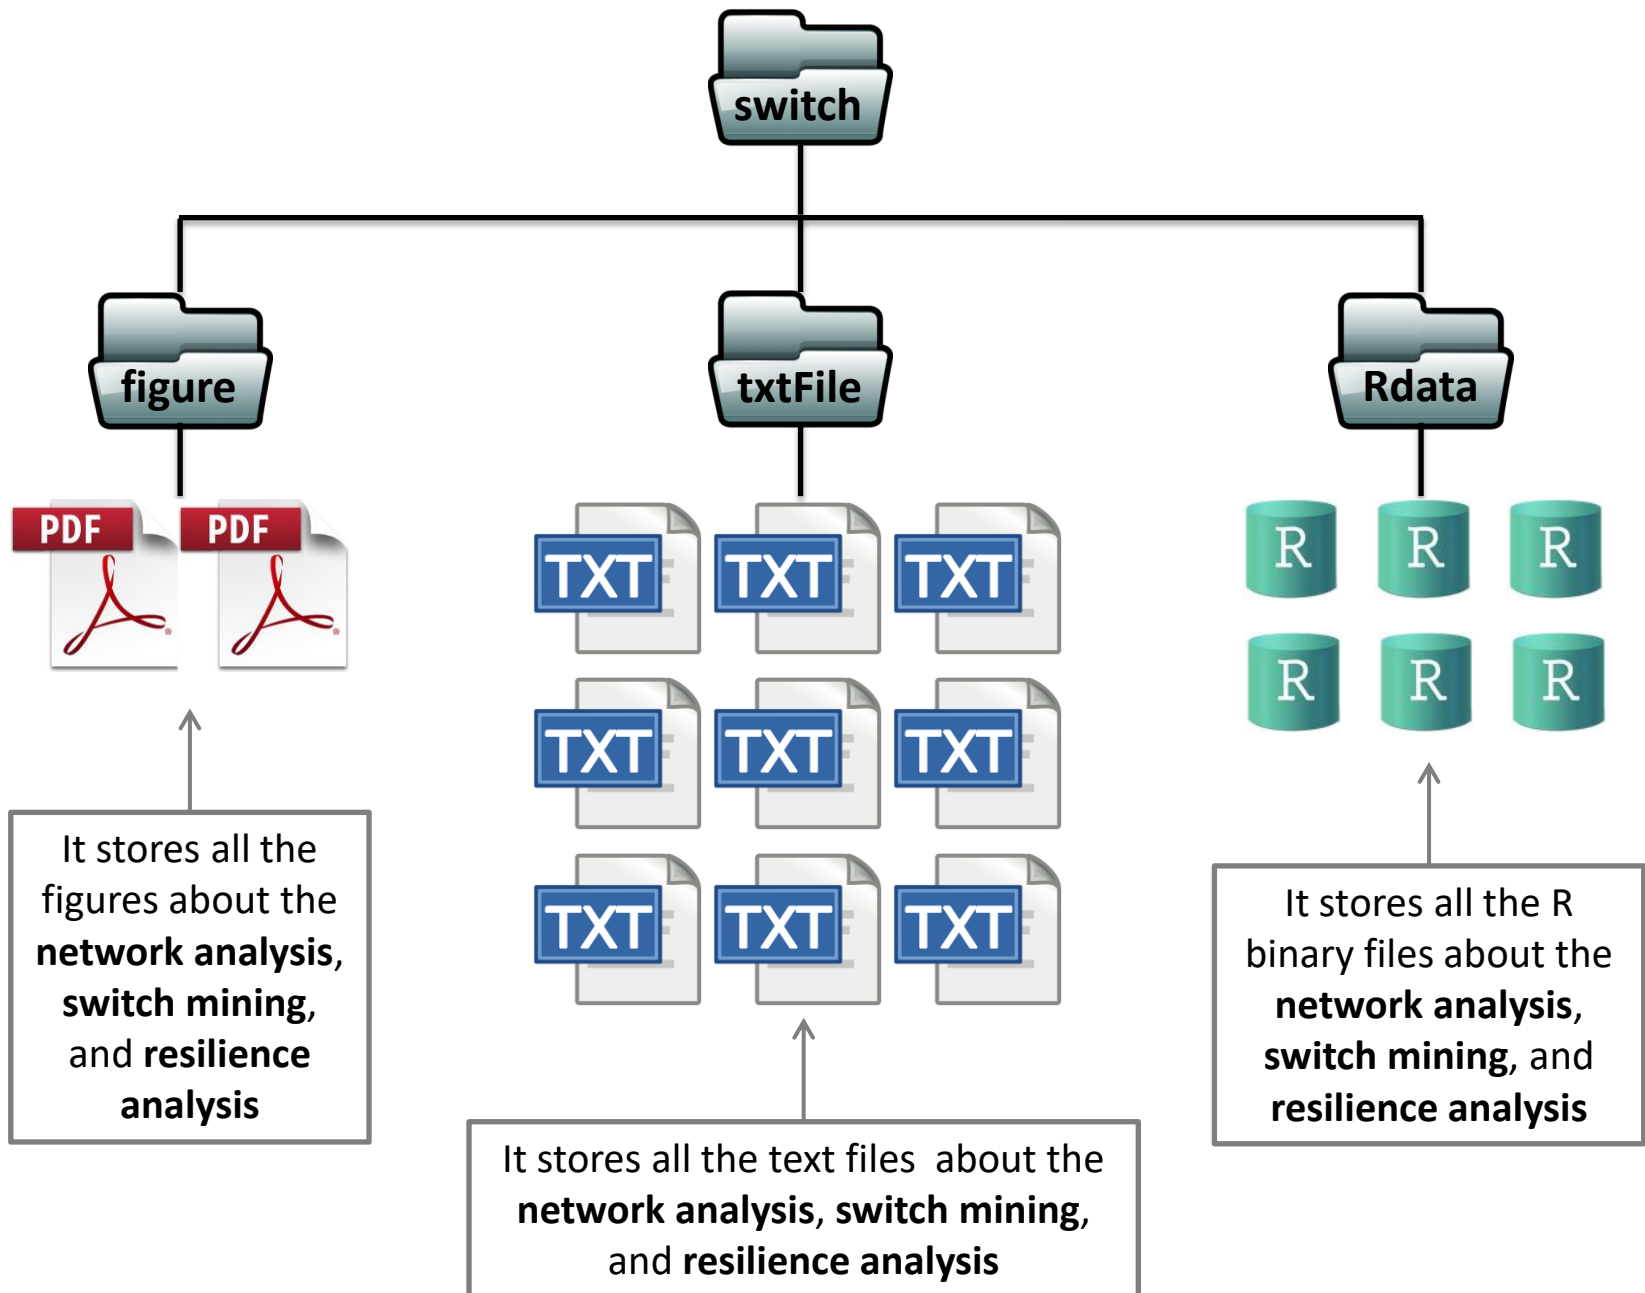 switch
figure
txtFile
Rdata
PDF PDF
TXT TXT TXT
TXT TXT TXT
TXT TXT TXT
R R R
R R R
It stores all the
figures about the
network analysis,
switch mining,
and resilience
analysis
It stores all the text files  about the
network analysis, switch mining,
and resilience analysis
It stores all the R
binary files about the
network analysis,
switch mining, and
resilience analysis